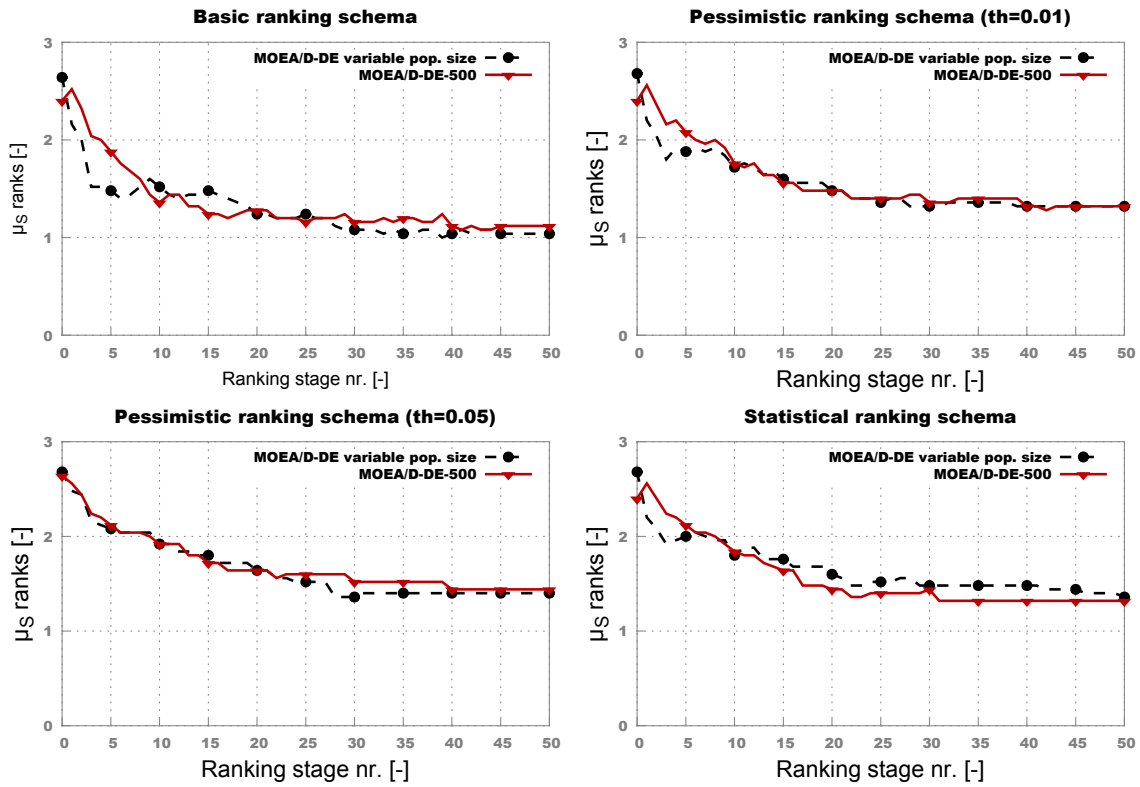 Basic ranking schema
MOEA/D-DE variable pop. size
MOEA/D-DE-500
µS ranks [-]
3
2
1
0
0 5 10 15 20 25 30 35 40 45 50
Ranking stage nr. [-]
Pessimistic ranking schema (th=0.01)
MOEA/D-DE variable pop. size
MOEA/D-DE-500
µS ranks [-]
3
2
1
0
0 5 10 15 20 25 30 35 40 45 50
Ranking stage nr. [-]
Pessimistic ranking schema (th=0.05)
MOEA/D-DE variable pop. size
MOEA/D-DE-500
µS ranks [-]
3
2
1
0
0 5 10 15 20 25 30 35 40 45 50
Ranking stage nr. [-]
Statistical ranking schema
MOEA/D-DE variable pop. size
MOEA/D-DE-500
µS ranks [-]
3
2
1
0
0 5 10 15 20 25 30 35 40 45 50
Ranking stage nr. [-]